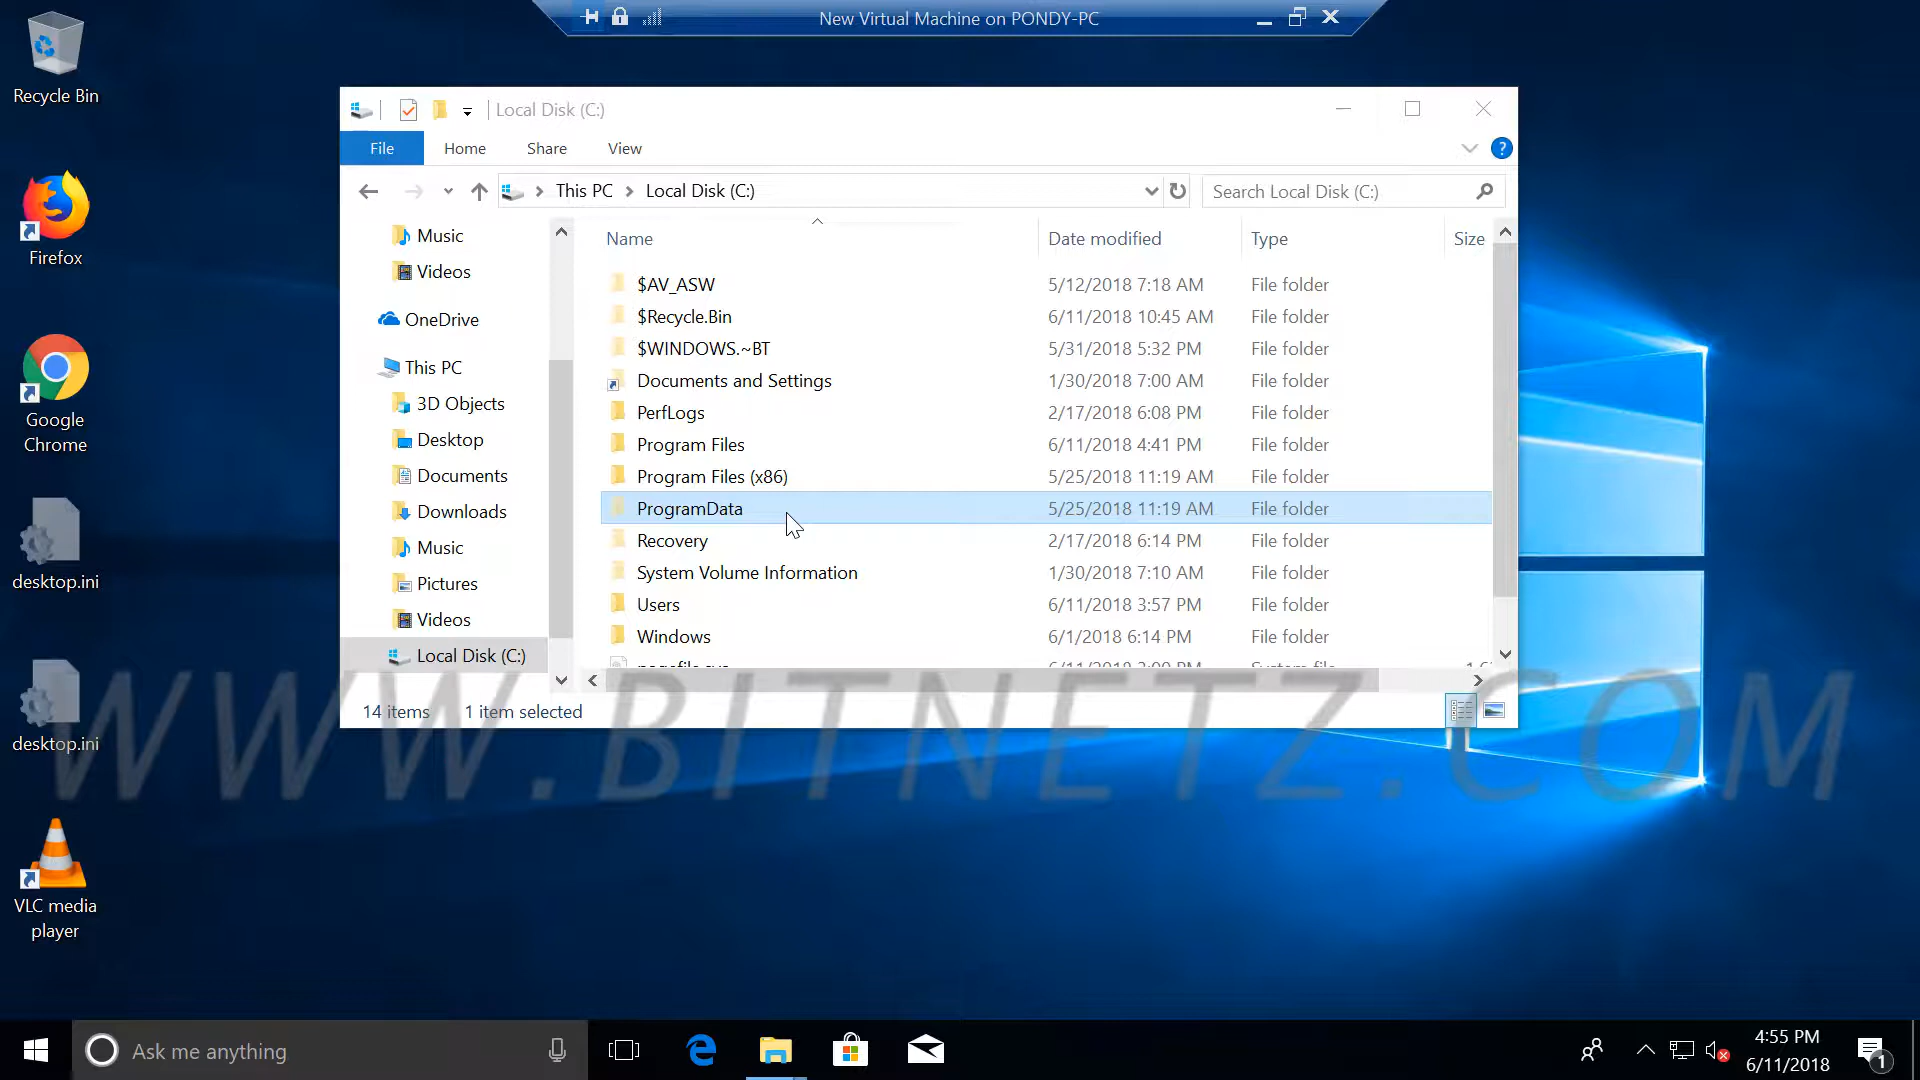 New Virtual Machine on PONDY-PC
Recycle Bin
Firefox
Google
Chrome
desktop.ini
desktop.ini
VLC media
player
Local Disk (C:)
File Home Share View
This PC Local Disk (C:)
Search Local Disk (C:)
Music
Videos
OneDrive
This PC
3D Objects
Desktop
Documents
Downloads
Music
Pictures
Videos
Local Disk (C:)
Name Date modified Type Size
$AV_ASW 5/12/2018 7:18 AM File folder
$Recycle.Bin 6/11/2018 10:45 AM File folder
$WINDOWS.~BT 5/31/2018 5:32 PM File folder
Documents and Settings 1/30/2018 7:00 AM File folder
PerfLogs 2/17/2018 6:08 PM File folder
Program Files 6/11/2018 4:41 PM File folder
Program Files (x86) 5/25/2018 11:19 AM File folder
ProgramData 5/25/2018 11:19 AM File folder
Recovery 2/17/2018 6:14 PM File folder
System Volume Information 1/30/2018 7:10 AM File folder
Users 6/11/2018 3:57 PM File folder
Windows 6/1/2018 6:14 PM File folder
14 items 1 item selected
WWW.BITNETZ.COM
Ask me anything
4:55 PM
6/11/2018
1